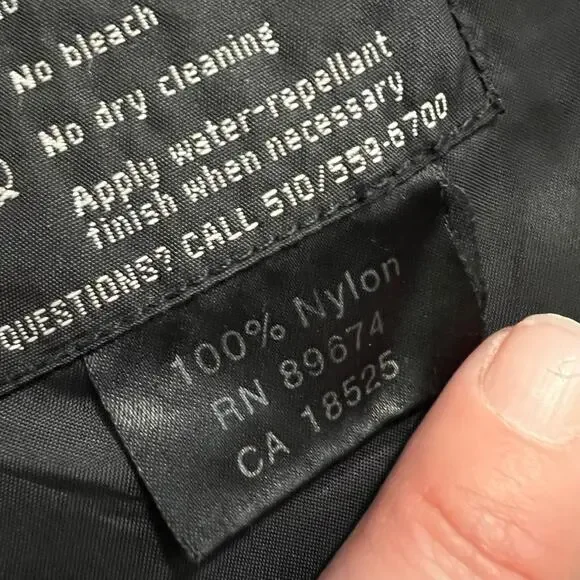 No bleach
No dry cleaning
Apply water-repellant
finish when necessary
QUESTIONS? CALL 510/559-6700
100% Nylon
RN 89674
CA 18525